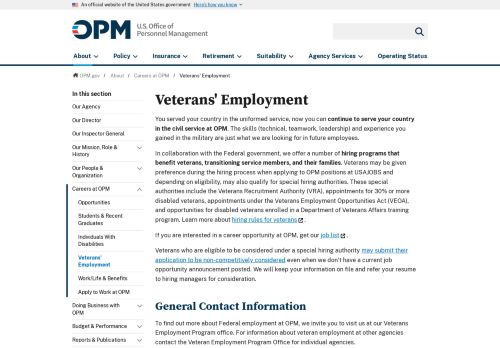 An official website of the United States government Here's how you know
OPM U.S. Office of
Personnel Management
About Policy Insurance Retirement Suitability Agency Services Operating Status
OPM.gov / About / Careers at OPM / Veterans' Employment
In this section
Our Agency
Our Director
Our Inspector General
Our Mission, Role &
History
Our People &
Organization
Careers at OPM
Opportunities
Students & Recent
Graduates
Individuals With
Disabilities
Veterans'
Employment
Work/Life & Benefits
Apply to Work at OPM
Doing Business with
OPM
Budget & Performance
Reports & Publications
Veterans' Employment
You served your country in the uniformed service, now you can continue to serve your country
in the civil service at OPM. The skills (technical, teamwork, leadership) and experience you
gained in the military are just what we are looking for in future employees.
In collaboration with the Federal government, we offer a number of hiring programs that
benefit veterans, transitioning service members, and their families. Veterans may be given
preference during the hiring process when applying to OPM positions at USAJOBS and
depending on eligibility, may also qualify for special hiring authorities. These special
authorities include the Veterans Recruitment Authority (VRA), appointments for 30% or more
disabled veterans, appointments under the Veterans Employment Opportunities Act (VEOA),
and opportunities for disabled veterans enrolled in a Department of Veterans Affairs training
program. Learn more about hiring rules for veterans .
If you are interested in a career opportunity at OPM, get our job list .
Veterans who are eligible to be considered under a special hiring authority may submit their
application to be non-competitively considered even when we don't have a current job
opportunity announcement posted. We will keep your information on file and refer your resume
to hiring managers for consideration.
General Contact Information
To find out more about Federal employment at OPM, we invite you to visit us at our Veterans
Employment Program office. For information about veteran employment at other agencies
contact the Veteran Employment Program Office for individual agencies.